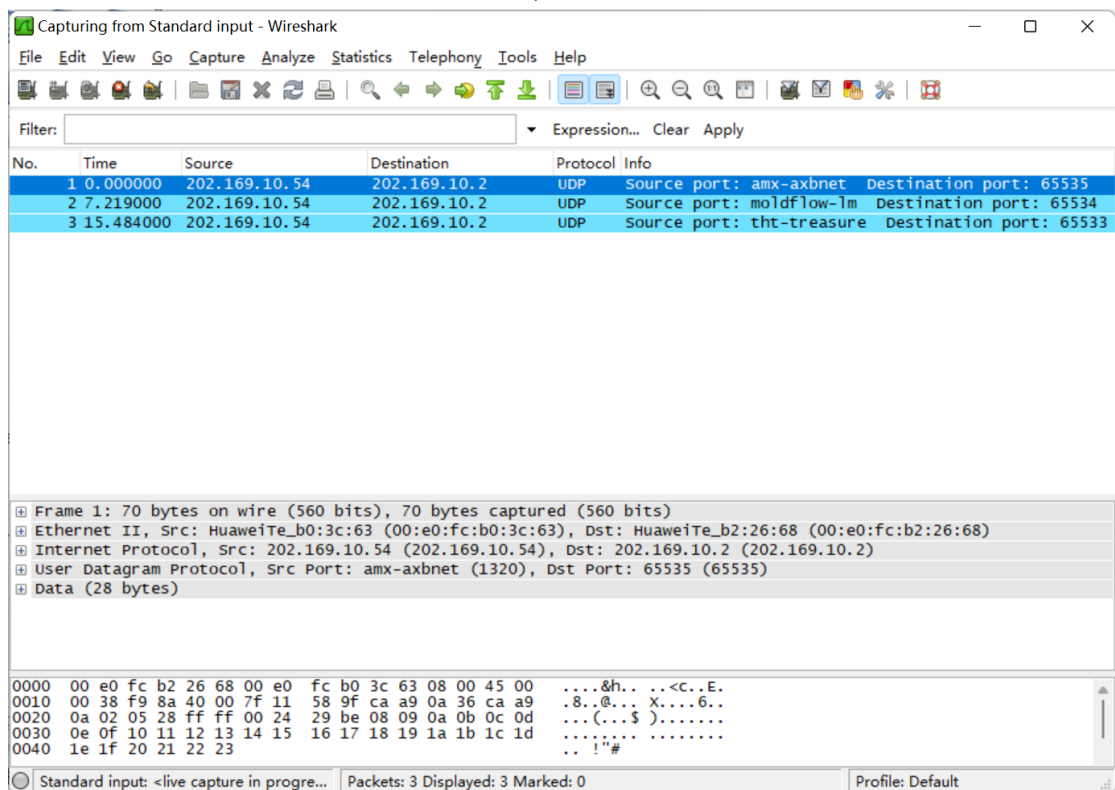 Capturing from Standard input - Wireshark
File Edit View Go Capture Analyze Statistics Telephony Tools Help
Filter: Expression... Clear Apply
No. Time Source Destination Protocol Info
1 0.000000 202.169.10.54 202.169.10.2 UDP Source port: amx-axbnet Destination port: 65535
2 7.219000 202.169.10.54 202.169.10.2 UDP Source port: moldflow-lm Destination port: 65534
3 15.484000 202.169.10.54 202.169.10.2 UDP Source port: tht-treasure Destination port: 65533
Frame 1: 70 bytes on wire (560 bits), 70 bytes captured (560 bits)
Ethernet II, Src: HuaweiTe_b0:3c:63 (00:e0:fc:b0:3c:63), Dst: HuaweiTe_b2:26:68 (00:e0:fc:b2:26:68)
Internet Protocol, Src: 202.169.10.54 (202.169.10.54), Dst: 202.169.10.2 (202.169.10.2)
User Datagram Protocol, Src Port: amx-axbnet (1320), Dst Port: 65535 (65535)
Data (28 bytes)
0000 00 e0 fc b2 26 68 00 e0 fc b0 3c 63 08 00 45 00 ....&h.. ..<c..E.
0010 00 38 f9 8a 40 00 7f 11 58 9f ca a9 0a 36 ca a9 .8..@... X....6..
0020 0a 02 05 28 ff ff 00 24 29 be 08 09 0a 0b 0c 0d ...(...$ ).......
0030 0e 0f 10 11 12 13 14 15 16 17 18 19 1a 1b 1c 1d ........ ........
0040 1e 1f 20 21 22 23 .. !"#
Standard input: <live capture in progre... Packets: 3 Displayed: 3 Marked: 0 Profile: Default